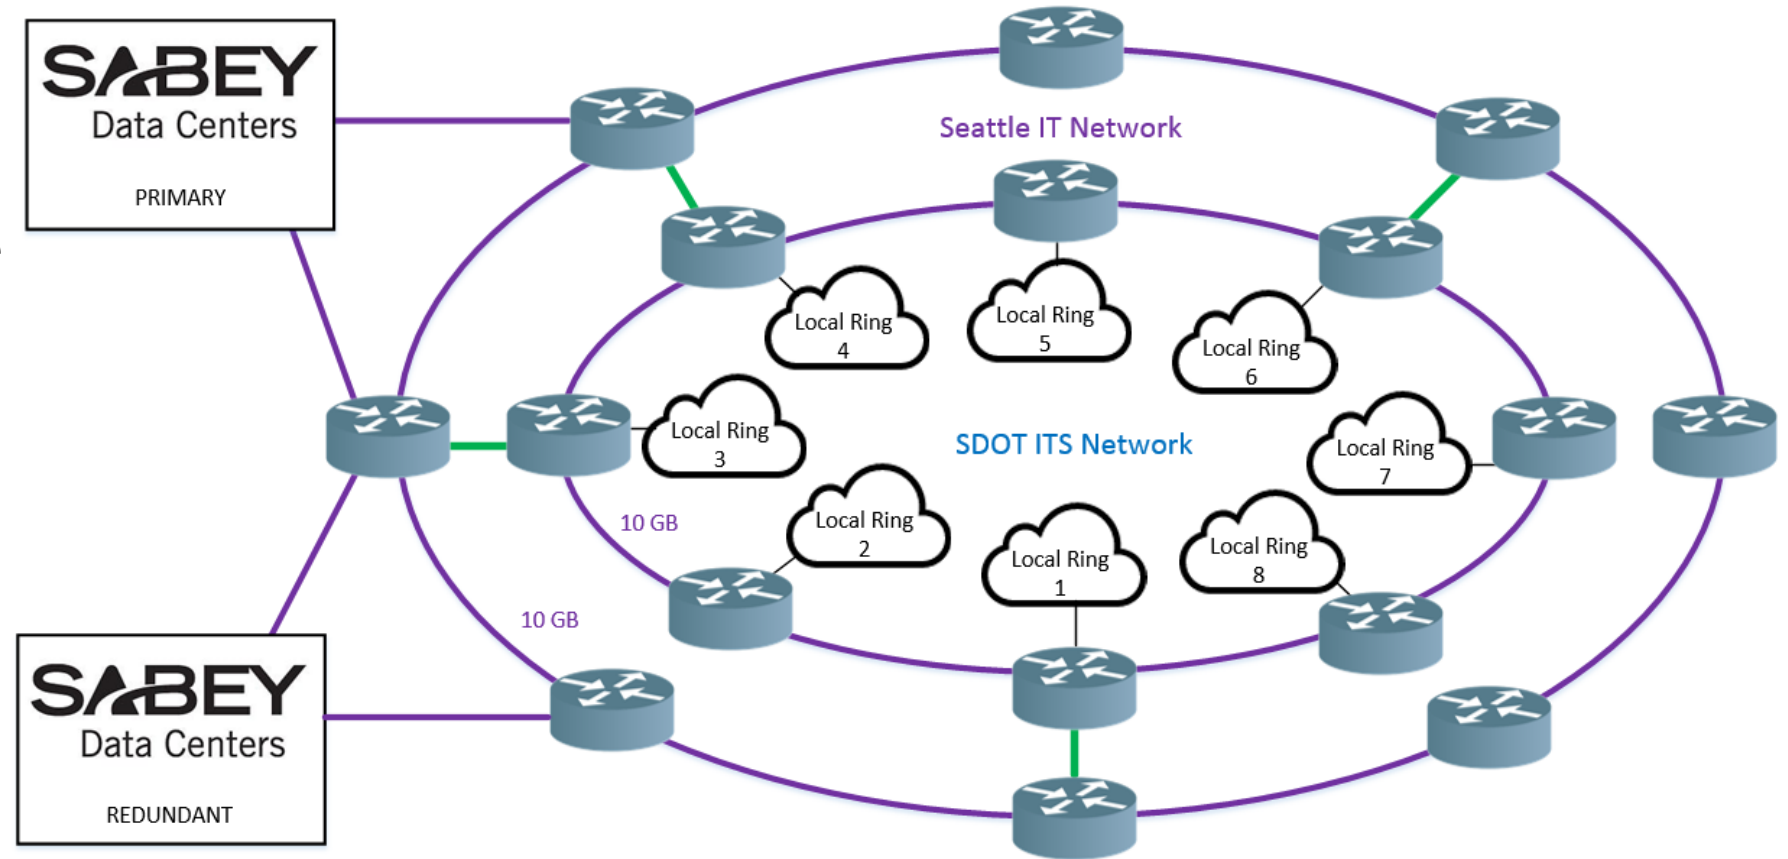 SABEY
Data Centers
PRIMARY
Seattle IT Network
Local Ring
4
Local Ring
5
Local Ring
6
Local Ring
3
SDOT ITS Network
Local Ring
7
10 GB
Local Ring
2
Local Ring
1
Local Ring
8
10 GB
SABEY
Data Centers
REDUNDANT